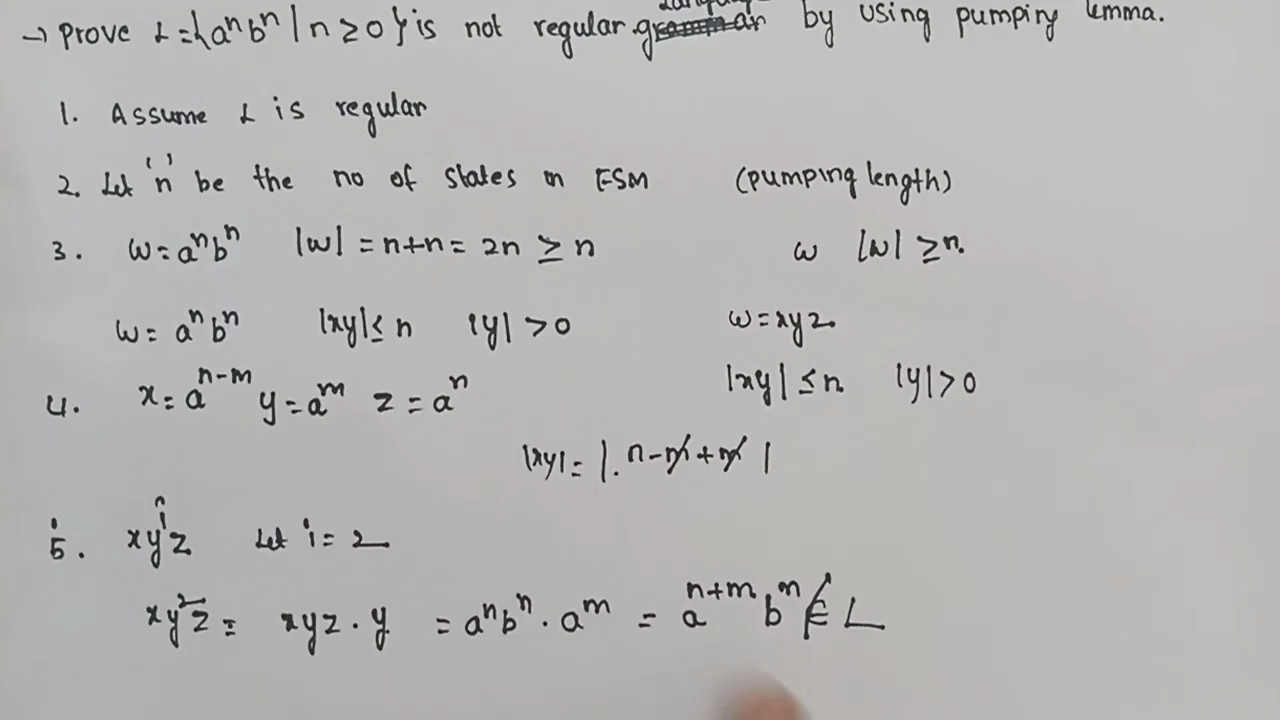 → prove L = {aⁿbⁿ | n ≥ 0} is not regular. by using pumping lemma.
1. Assume L is regular
2. Let 'n' be the no of states in FSM (pumping length)
3. w = aⁿbⁿ |w| = n+n = 2n ≥ n w |w| ≥ n.
w = aⁿbⁿ |xy| ≤ n |y| > 0 w = xyz.
4. x = aⁿ⁻ᵐ y = aᵐ z = aⁿ |xy| ≤ n |y| > 0
|xy| = |. n-m+m |
5. xyⁱz Let i = 2
xy²z = xyz . y = aⁿbⁿ . aᵐ = aⁿ⁺ᵐ bⁿ ∉ L